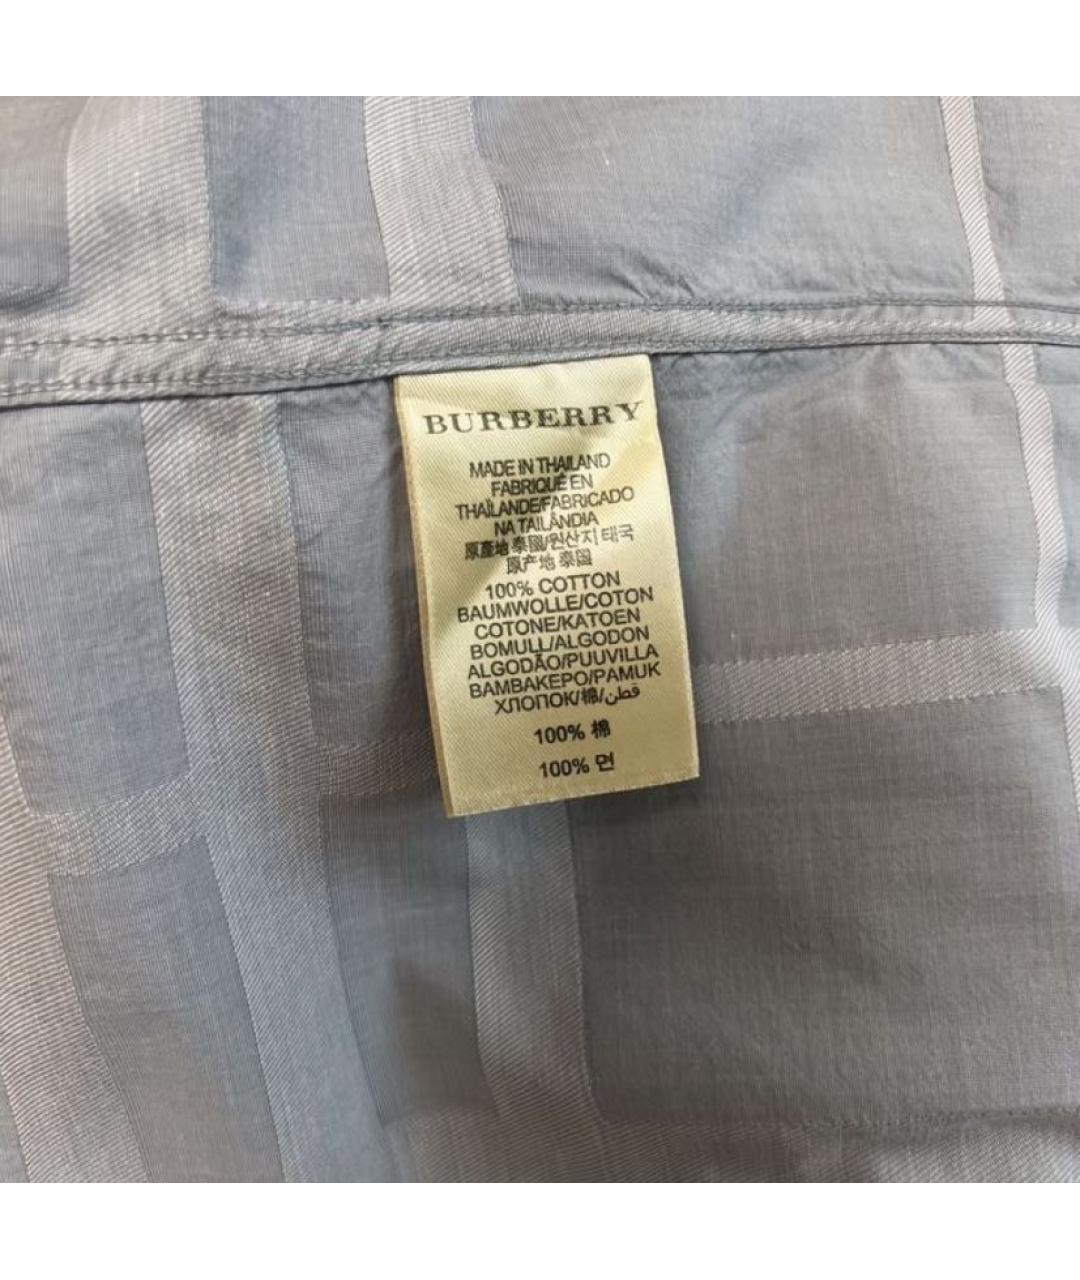 BURBERRY
MADE IN THAILAND
FABRIQUÉ EN
THAÏLANDE/FABRICADO
NA TAILÂNDIA
原產地 泰國/원산지 태국
原产地 泰國
100% COTTON
BAUMWOLLE/COTON
COTONE/KATOEN
BOMULL/ALGODON
ALGODÃO/PUUVILLA
BAMBAKEPO/PAMUK
ХЛОПОК/棉/قطن
100% 棉
100% 면